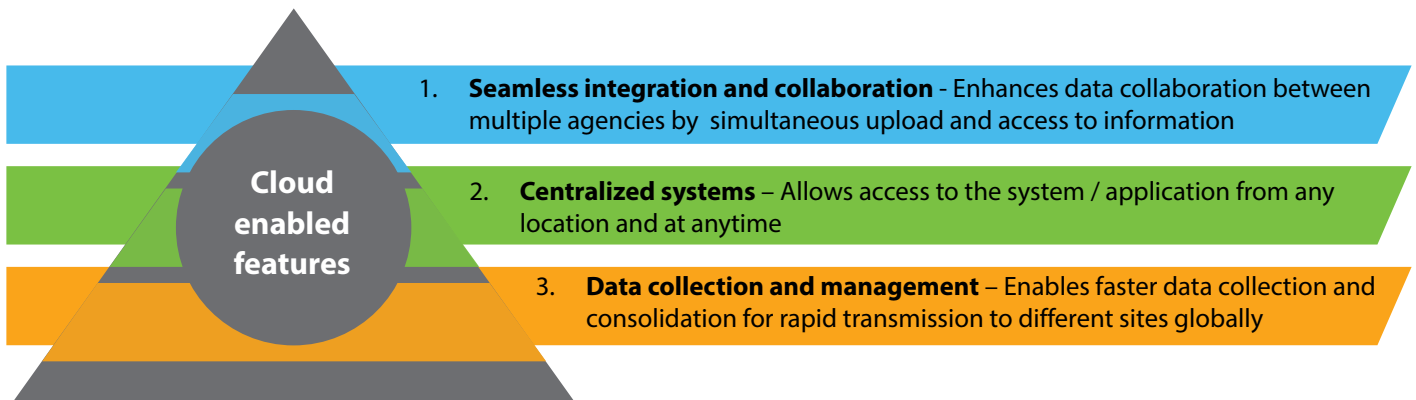 Cloud
enabled
features
1. Seamless integration and collaboration - Enhances data collaboration between
multiple agencies by  simultaneous upload and access to information
2. Centralized systems – Allows access to the system / application from any
location and at anytime
3. Data collection and management – Enables faster data collection and
consolidation for rapid transmission to different sites globally